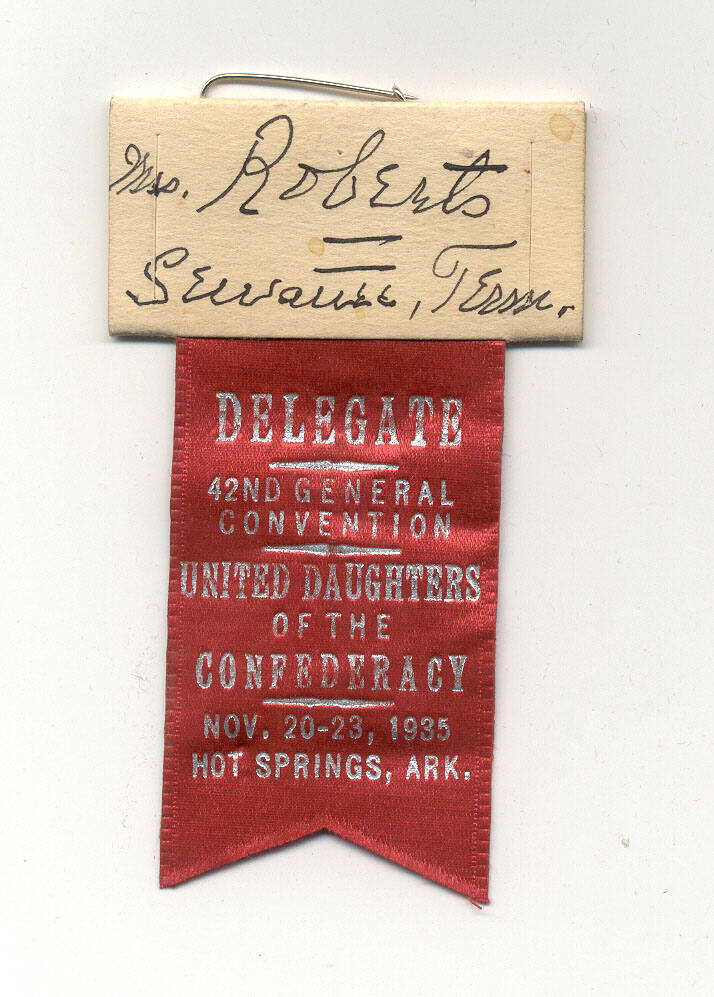 Mrs. Roberts
Sewanee, Tenn.
DELEGATE
42ND GENERAL
CONVENTION
UNITED DAUGHTERS
OF THE
CONFEDERACY
NOV. 20-23, 1935
HOT SPRINGS, ARK.